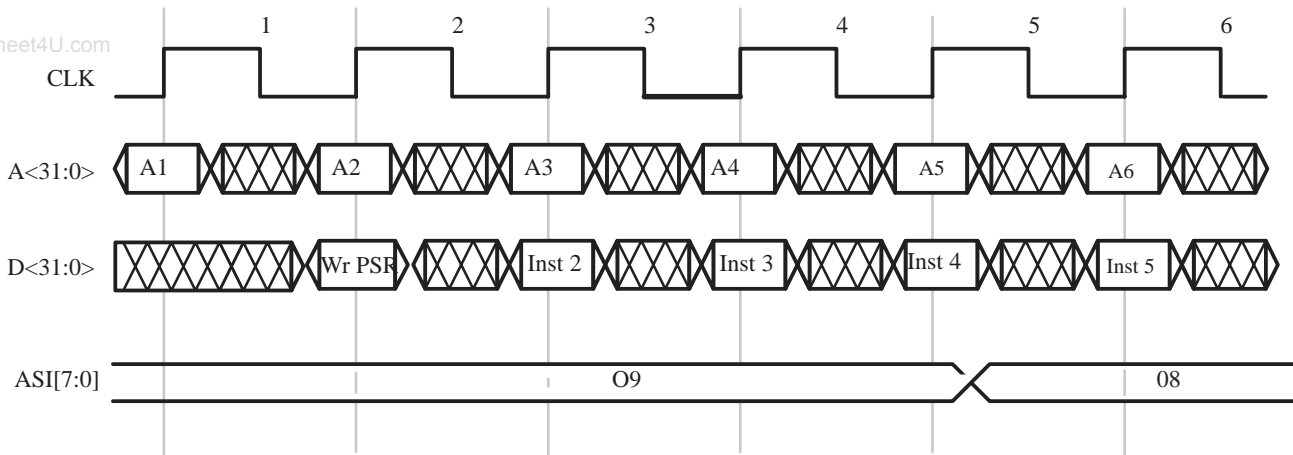 1 2 3 4 5 6
neet4U.com
CLK
A<31:0> A1 A2 A3 A4 A5 A6
D<31:0> Wr PSR Inst 2 Inst 3 Inst 4 Inst 5
ASI[7:0] O9 08